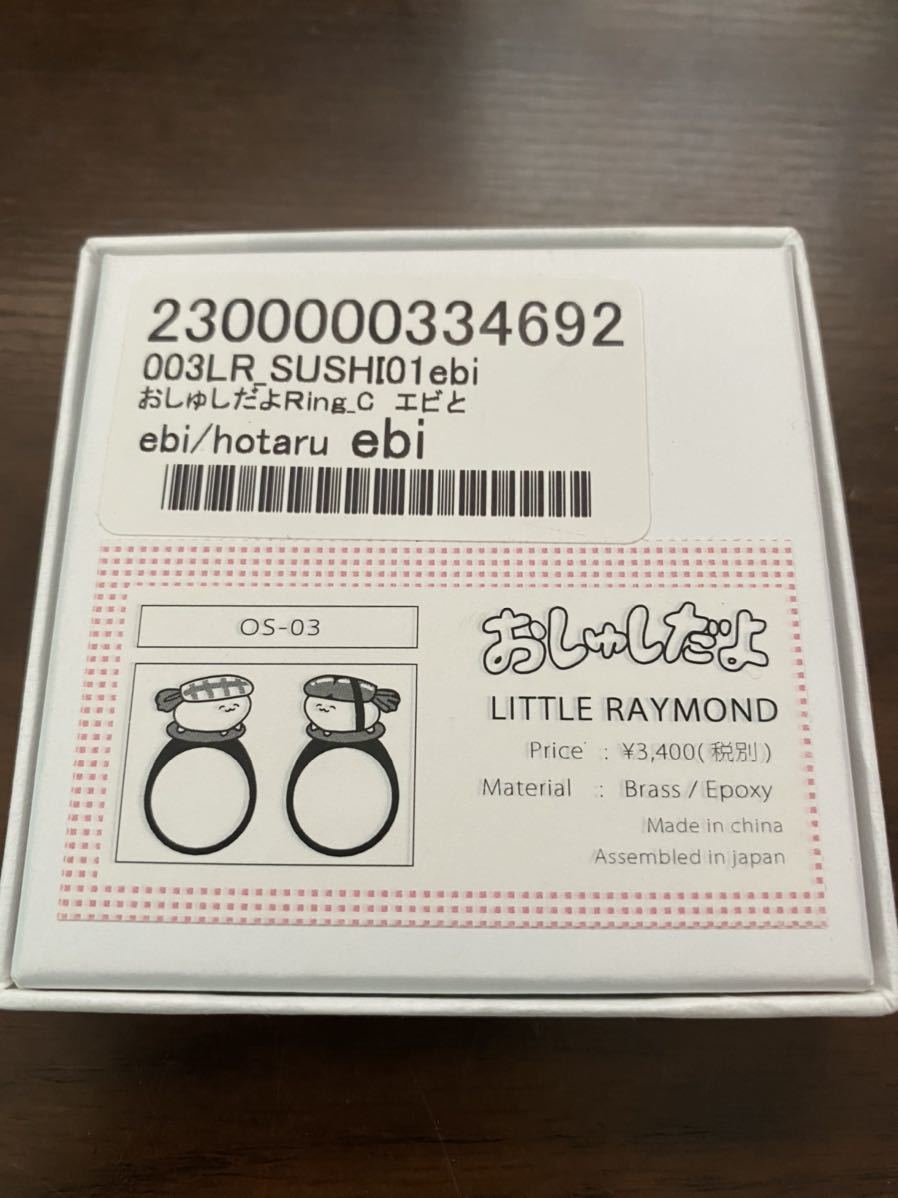 2300000334692
003LR_SUSHI01ebi
おしゅしだよRing_C エビと
ebi/hotaru ebi
OS-03
おしゅしだよ
LITTLE RAYMOND
Price : ¥3,400(税別)
Material : Brass / Epoxy
Made in china
Assembled in japan